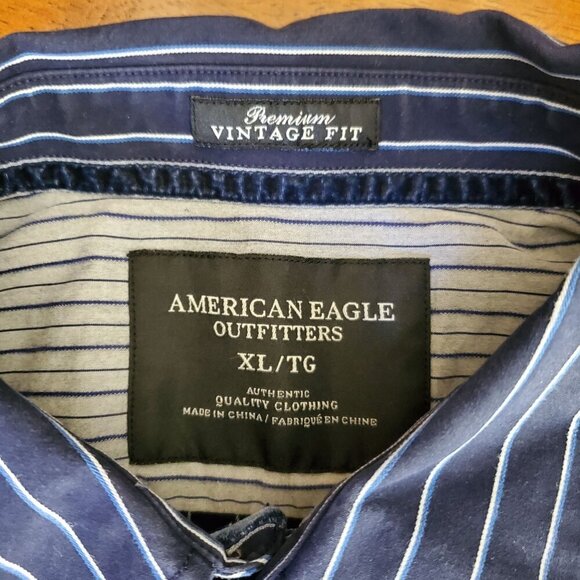 Premium
VINTAGE FIT
AMERICAN EAGLE
OUTFITTERS
XL/TG
AUTHENTIC
QUALITY CLOTHING
MADE IN CHINA / FABRIQUÉ EN CHINE